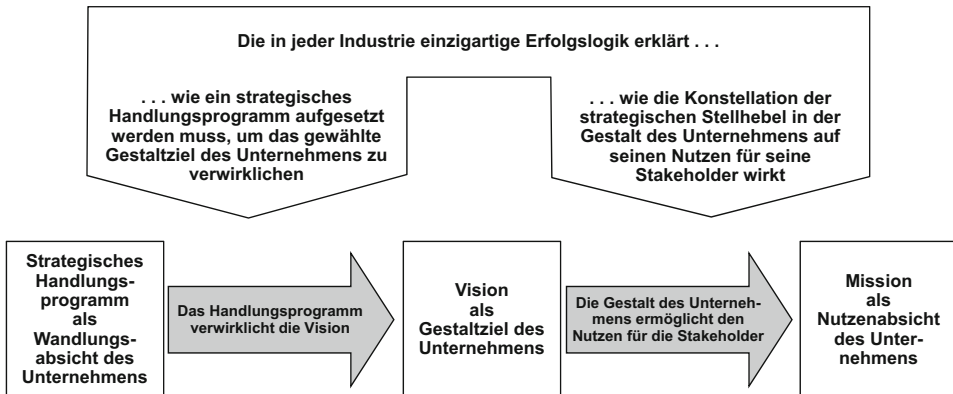 Die in jeder Industrie einzigartige Erfolgslogik erklärt . . .
. . . wie ein strategisches
Handlungsprogramm aufgesetzt
werden muss, um das gewählte
Gestaltziel des Unternehmens zu
verwirklichen
. . . wie die Konstellation der
strategischen Stellhebel in der
Gestalt des Unternehmens auf
seinen Nutzen für seine
Stakeholder wirkt
Strategisches
Handlungs-
programm
als
Wandlungs-
absicht des
Unternehmens
Das Handlungsprogramm
verwirklicht die Vision
Vision
als
Gestaltziel des
Unternehmens
Die Gestalt des Unterneh-
mens ermöglicht den
Nutzen für die Stakeholder
Mission
als
Nutzenabsicht
des Unter-
nehmens